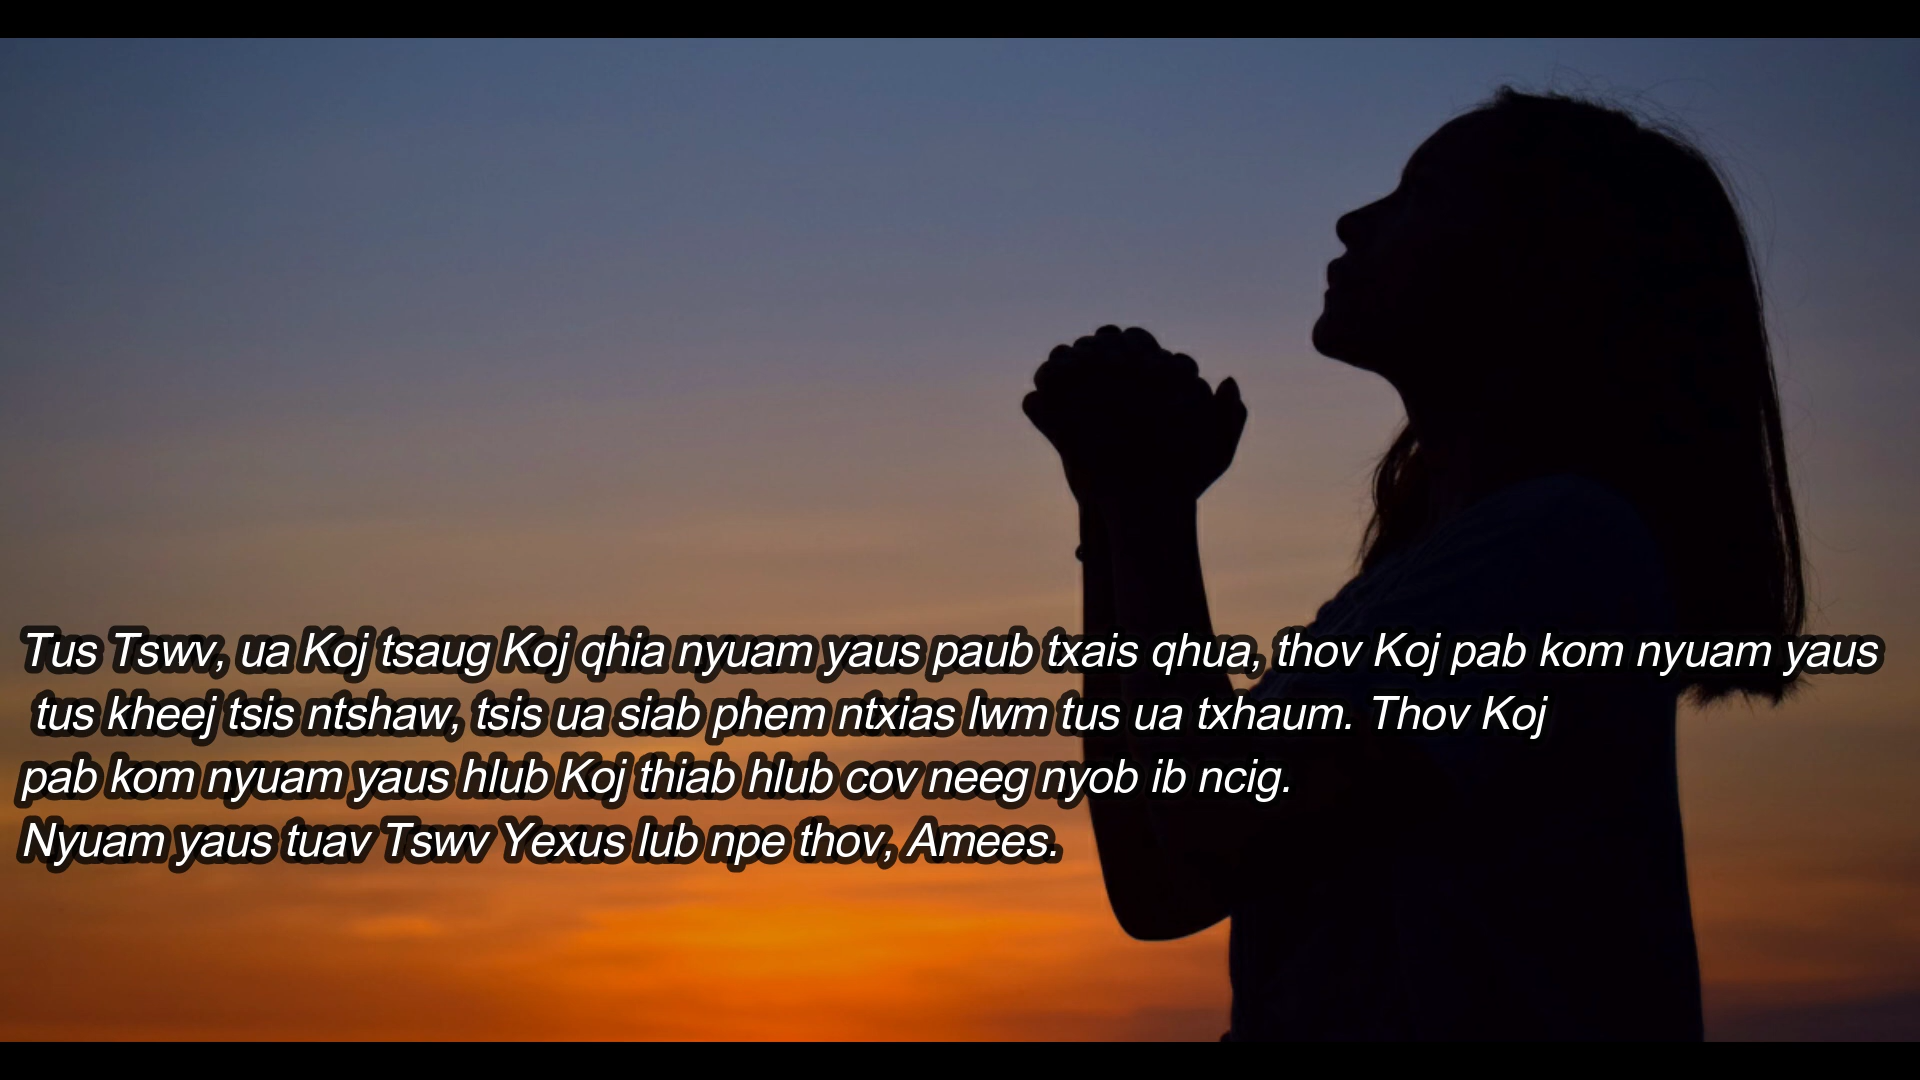 Tus Tswv, ua Koj tsaug Koj qhia nyuam yaus paub txais qhua, thov Koj pab kom nyuam yaus
tus kheej tsis ntshaw, tsis ua siab phem ntxias lwm tus ua txhaum. Thov Koj
pab kom nyuam yaus hlub Koj thiab hlub cov neeg nyob ib ncig.
Nyuam yaus tuav Tswv Yexus lub npe thov, Amees.